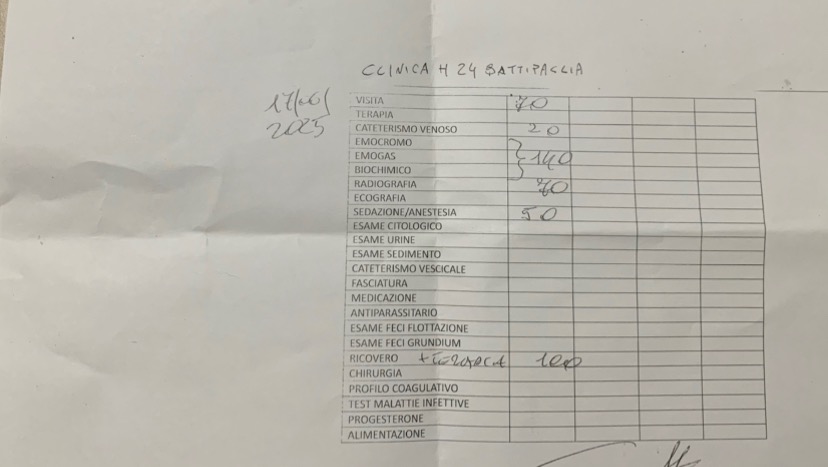 CLINICA H 24 BATTIPAGLIA
17/06/
2025
VISITA 70
TERAPIA
CATETERISMO VENOSO 20
EMOCROMO
EMOGAS } 140
BIOCHIMICO
RADIOGRAFIA 70
ECOGRAFIA
SEDAZIONE/ANESTESIA 50
ESAME CITOLOGICO
ESAME URINE
ESAME SEDIMENTO
CATETERISMO VESCICALE
FASCIATURA
MEDICAZIONE
ANTIPARASSITARIO
ESAME FECI FLOTTAZIONE
ESAME FECI GRUNDIUM
RICOVERO + TERAPIA 100
CHIRURGIA
PROFILO COAGULATIVO
TEST MALATTIE INFETTIVE
PROGESTERONE
ALIMENTAZIONE